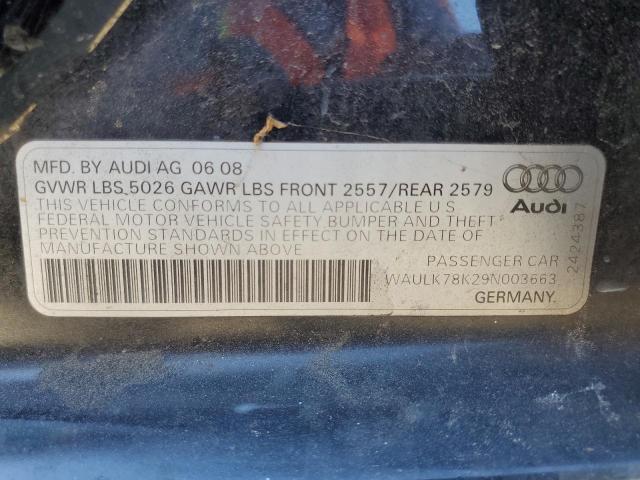 MFD. BY AUDI AG 06 08
GVWR LBS,5026 GAWR LBS FRONT 2557/REAR 2579
THIS VEHICLE CONFORMS TO ALL APPLICABLE U S
FEDERAL MOTOR VEHICLE SAFETY,BUMPER AND THEFT
PREVENTION STANDARDS IN EFFECT ON THE DATE OF
MANUFACTURE SHOWN ABOVE
PASSENGER CAR
WAULK78K29N003663
GERMANY
Audi
2424387